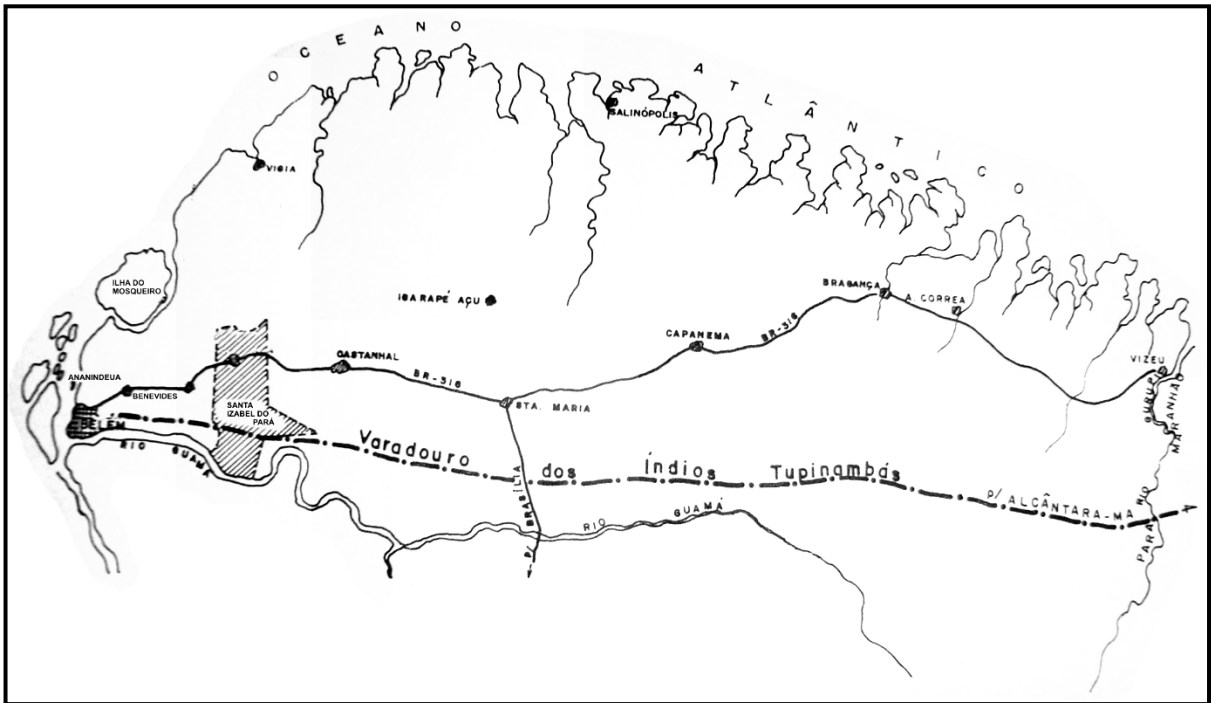 OCEANO
ATLÂNTICO
SALINÓPOLIS
VIGIA
ILHA DO
MOSQUEIRO
IGARAPÉ AÇU
BRAGANÇA
A. CORREA
CAPANEMA
BR-316
VIZEU
CASTANHAL
BR-316
ANANINDEUA
BENEVIDES
STA. MARIA
SANTA
IZABEL DO
PARÁ
BELÉM
RIO GUAMÁ
Varadouro dos Índios Tupinambás
P/ ALCÂNTARA-MA
P/ BRASÍLIA
RIO GUAMÁ
RIO GURUPI
PARÁ
MARANHÃO